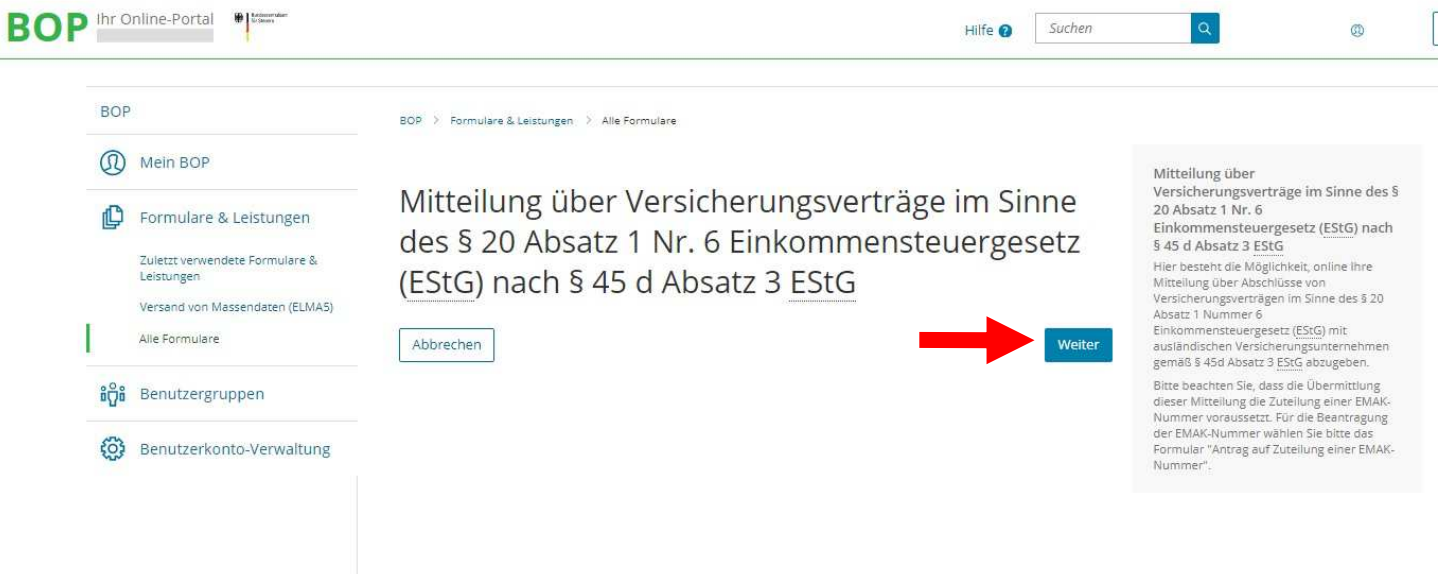 BOP Ihr Online-Portal
Hilfe ?
Suchen
BOP
Mein BOP
Formulare & Leistungen
Zuletzt verwendete Formulare &
Leistungen
Versand von Massendaten (ELMA5)
Alle Formulare
Benutzergruppen
Benutzerkonto-Verwaltung
BOP > Formulare & Leistungen > Alle Formulare
Mitteilung über Versicherungsverträge im Sinne
des § 20 Absatz 1 Nr. 6 Einkommensteuergesetz
(EStG) nach § 45 d Absatz 3 EStG
Abbrechen
Weiter
Mitteilung über
Versicherungsverträge im Sinne des §
20 Absatz 1 Nr. 6
Einkommensteuergesetz (EStG) nach
§ 45 d Absatz 3 EStG
Hier besteht die Möglichkeit, online Ihre
Mitteilung über Abschlüsse von
Versicherungsverträgen im Sinne des § 20
Absatz 1 Nummer 6
Einkommensteuergesetz (EStG) mit
ausländischen Versicherungsunternehmen
gemäß § 45d Absatz 3 EStG abzugeben.
Bitte beachten Sie, dass die Übermittlung
dieser Mitteilung die Zuteilung einer EMAK-
Nummer voraussetzt. Für die Beantragung
der EMAK-Nummer wählen Sie bitte das
Formular "Antrag auf Zuteilung einer EMAK-
Nummer".